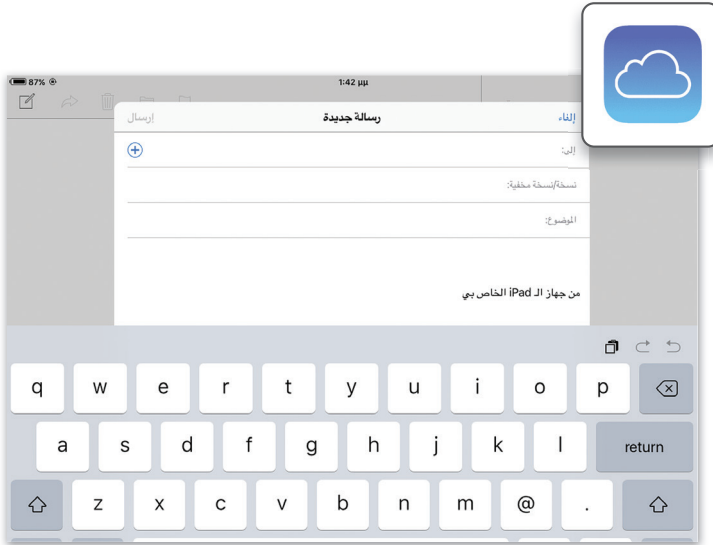 87%
1:42 μμ
إلغاء رسالة جديدة إرسال
إلى:
نسخة/نسخة مخفية:
الموضوع:
من جهاز الـ iPad الخاص بي
q w e r t y u i o p
a s d f g h j k l return
z x c v b n m @ .